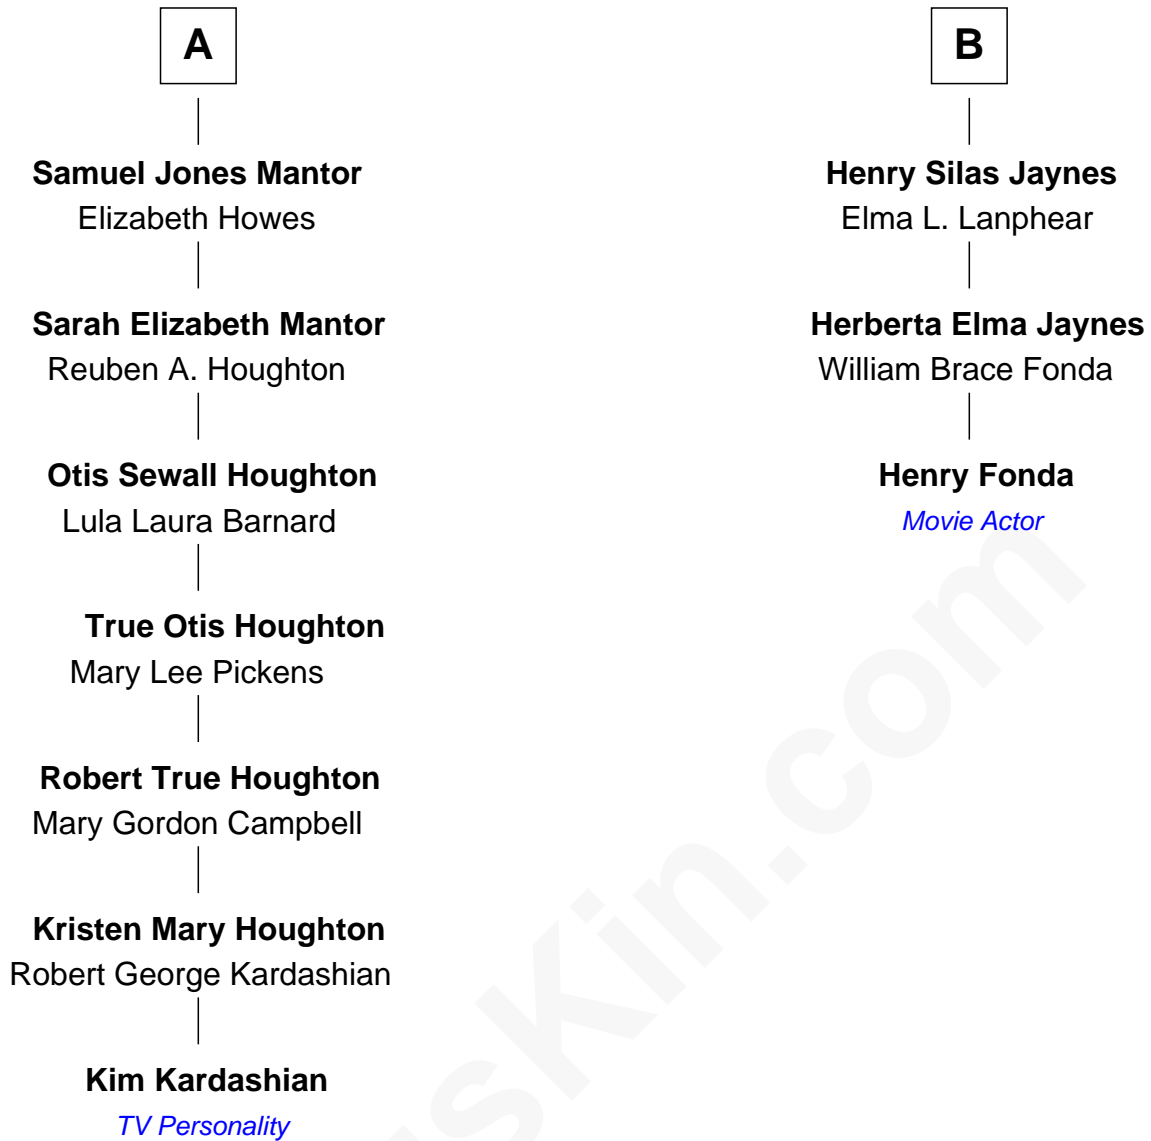 A
Samuel Jones Mantor
Elizabeth Howes
Sarah Elizabeth Mantor
Reuben A. Houghton
Otis Sewall Houghton
Lula Laura Barnard
True Otis Houghton
Mary Lee Pickens
Robert True Houghton
Mary Gordon Campbell
Kristen Mary Houghton
Robert George Kardashian
Kim Kardashian
TV Personality
B
Henry Silas Jaynes
Elma L. Lanphear
Herberta Elma Jaynes
William Brace Fonda
Henry Fonda
Movie Actor
sKin.com